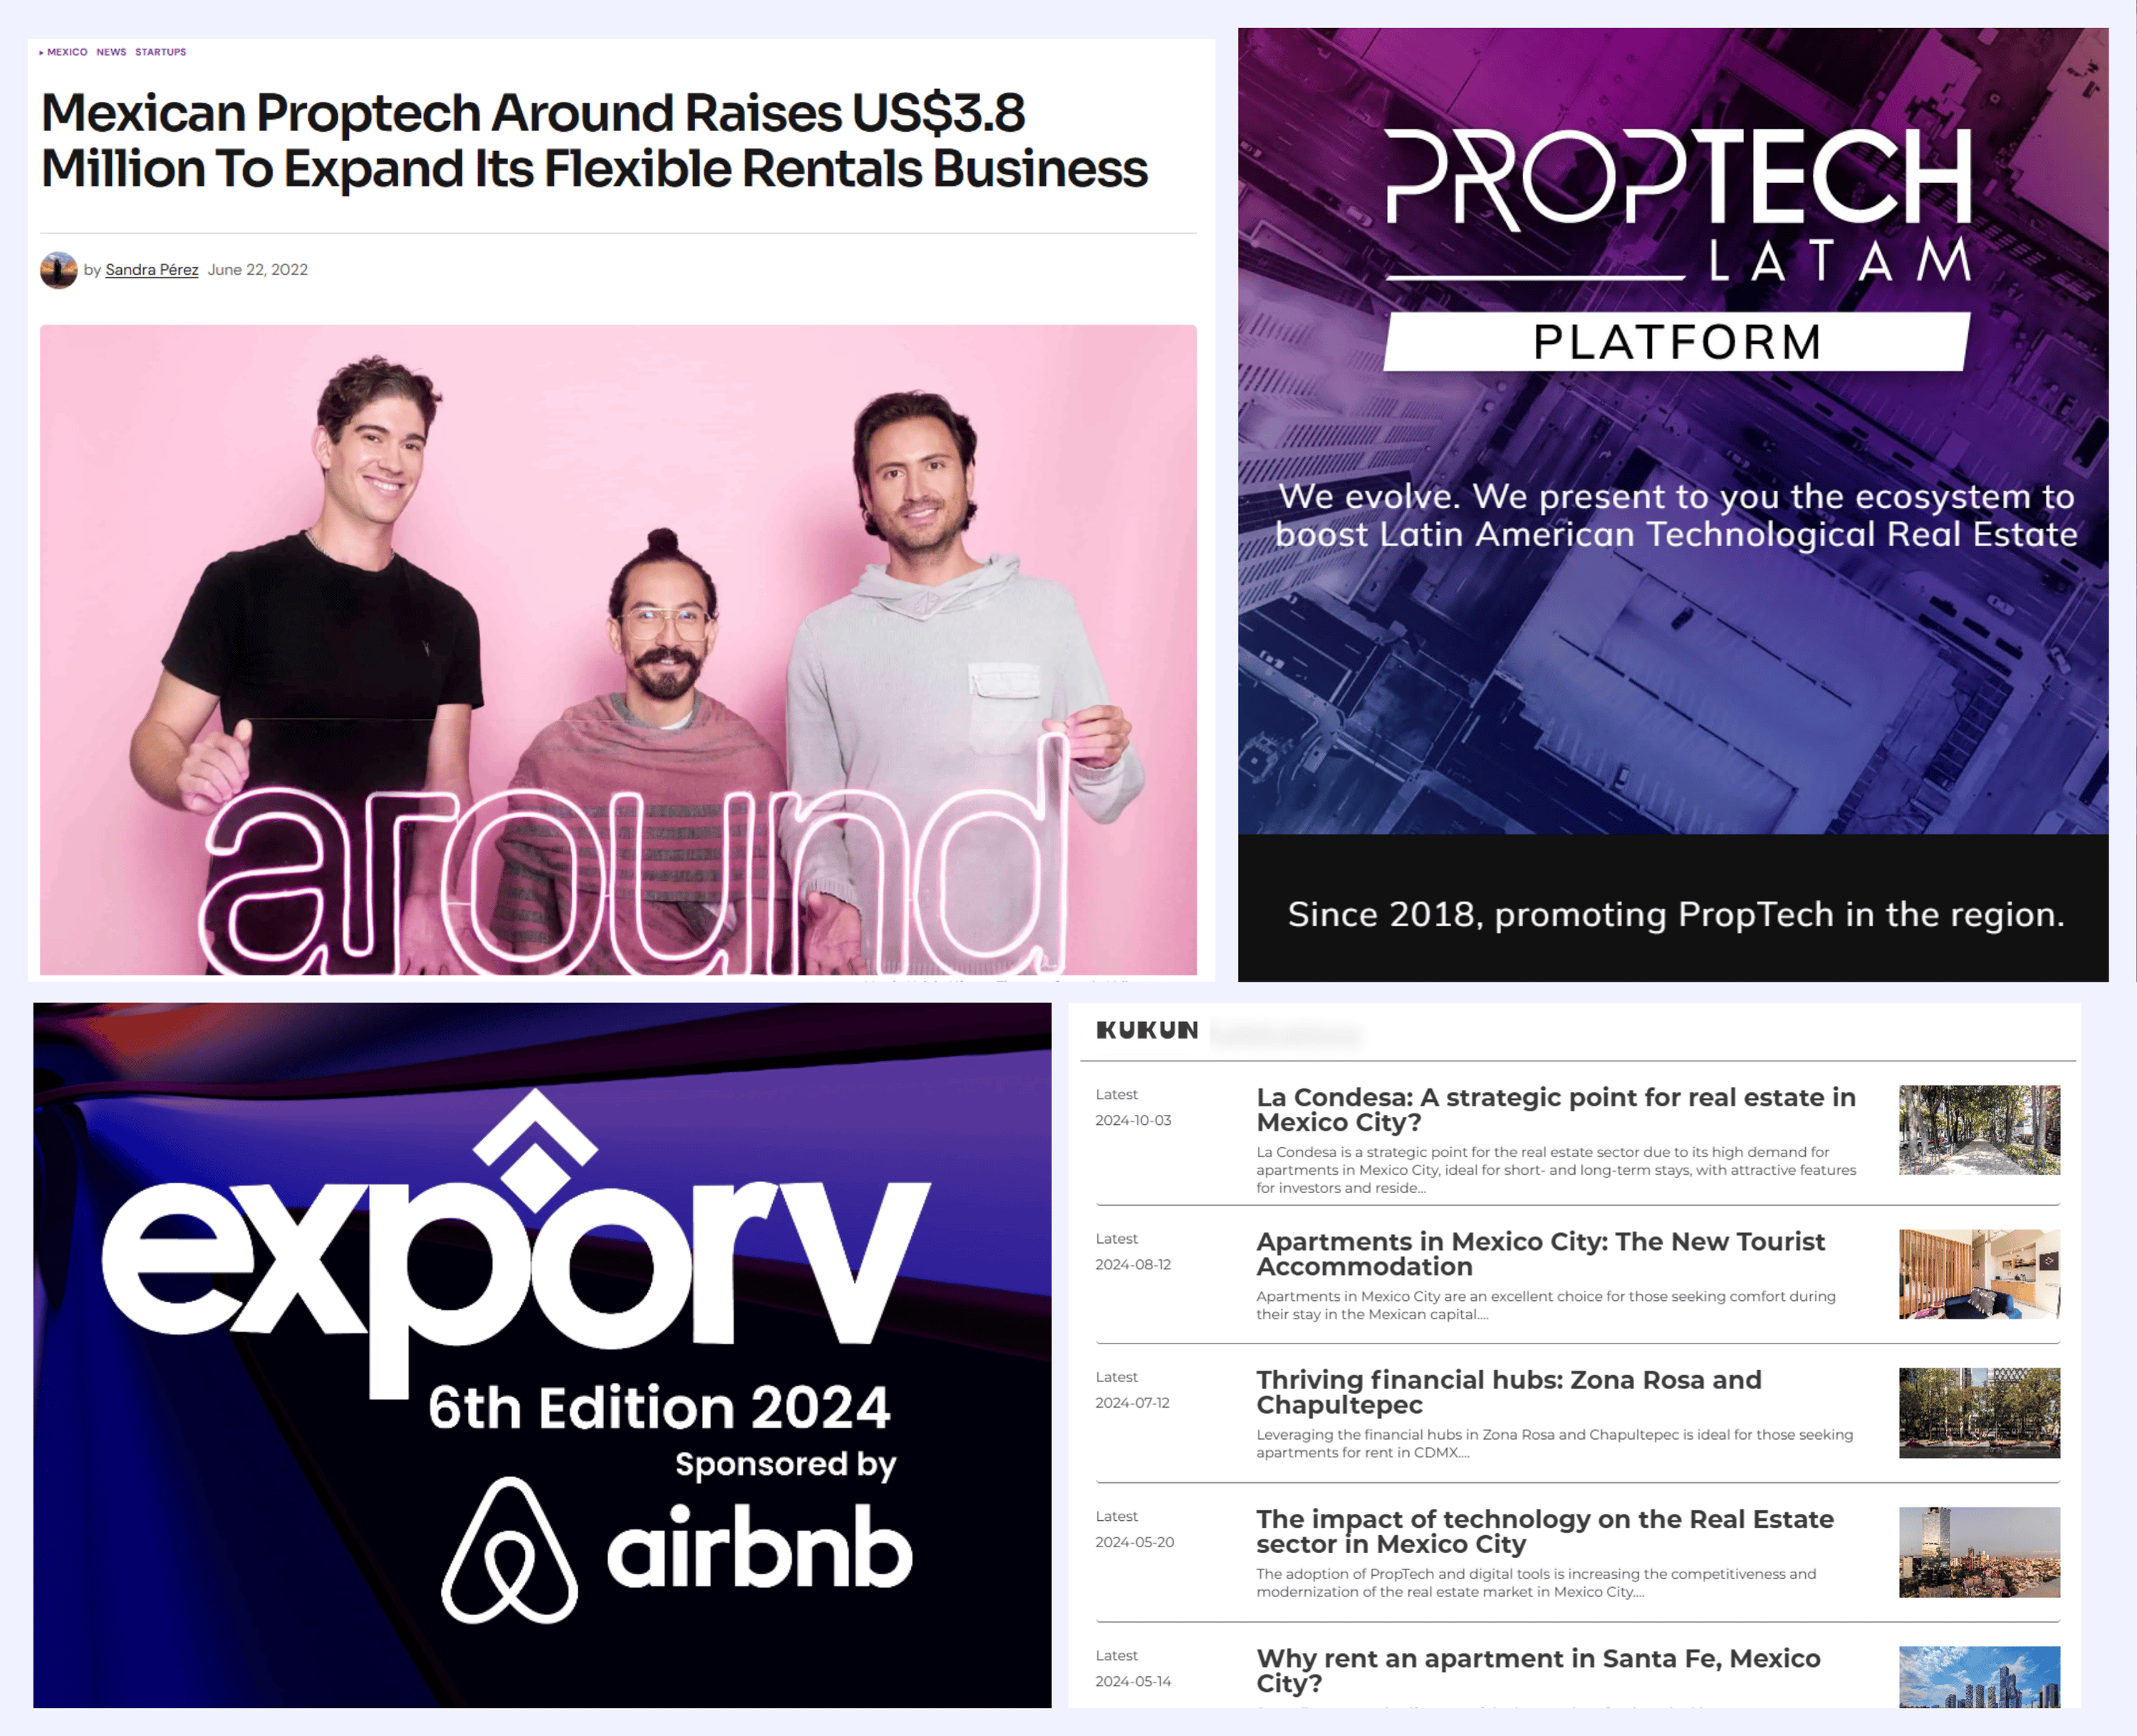 ▸ MEXICO NEWS STARTUPS
Mexican Proptech Around Raises US$3.8
Million To Expand Its Flexible Rentals Business
by Sandra Pérez June 22, 2022
around
PROPTECH
LATAM
PLATFORM
We evolve. We present to you the ecosystem to
boost Latin American Technological Real Estate
Since 2018, promoting PropTech in the region.
exporv
6th Edition 2024
Sponsored by
airbnb
KUKUN
Latest
2024-10-03
La Condesa: A strategic point for real estate in
Mexico City?
La Condesa is a strategic point for the real estate sector due to its high demand for
apartments in Mexico City, ideal for short- and long-term stays, with attractive features
for investors and reside...
Latest
2024-08-12
Apartments in Mexico City: The New Tourist
Accommodation
Apartments in Mexico City are an excellent choice for those seeking comfort during
their stay in the Mexican capital....
Latest
2024-07-12
Thriving financial hubs: Zona Rosa and
Chapultepec
Leveraging the financial hubs in Zona Rosa and Chapultepec is ideal for those seeking
apartments for rent in CDMX....
Latest
2024-05-20
The impact of technology on the Real Estate
sector in Mexico City
The adoption of PropTech and digital tools is increasing the competitiveness and
modernization of the real estate market in Mexico City....
Latest
2024-05-14
Why rent an apartment in Santa Fe, Mexico
City?